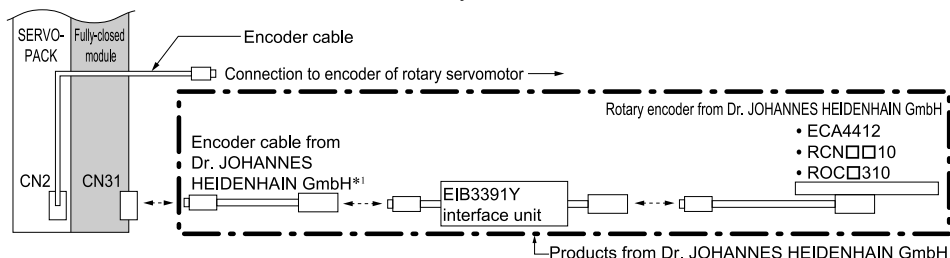 SERVO-
PACK
Fully-closed
module
Encoder cable
Connection to encoder of rotary servomotor
Rotary encoder from Dr. JOHANNES HEIDENHAIN GmbH
• ECA4412
• RCN□□10
• ROC□310
Encoder cable from
Dr. JOHANNES
HEIDENHAIN GmbH*1
CN2
CN31
EIB3391Y
interface unit
Products from Dr. JOHANNES HEIDENHAIN GmbH